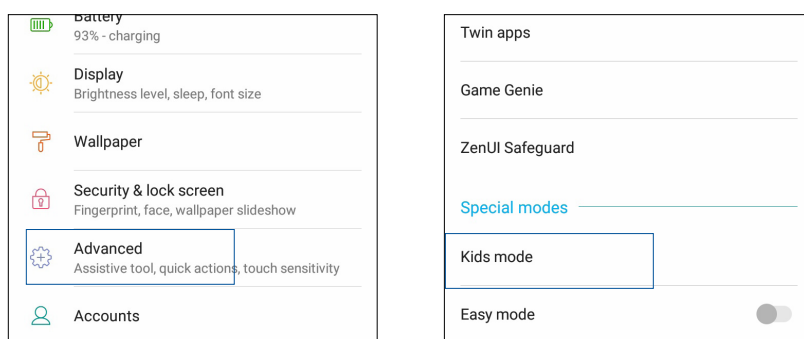 Battery
93% - charging
Display
Brightness level, sleep, font size
Wallpaper
Security & lock screen
Fingerprint, face, wallpaper slideshow
Advanced
Assistive tool, quick actions, touch sensitivity
Accounts
Twin apps
Game Genie
ZenUI Safeguard
Special modes
Kids mode
Easy mode